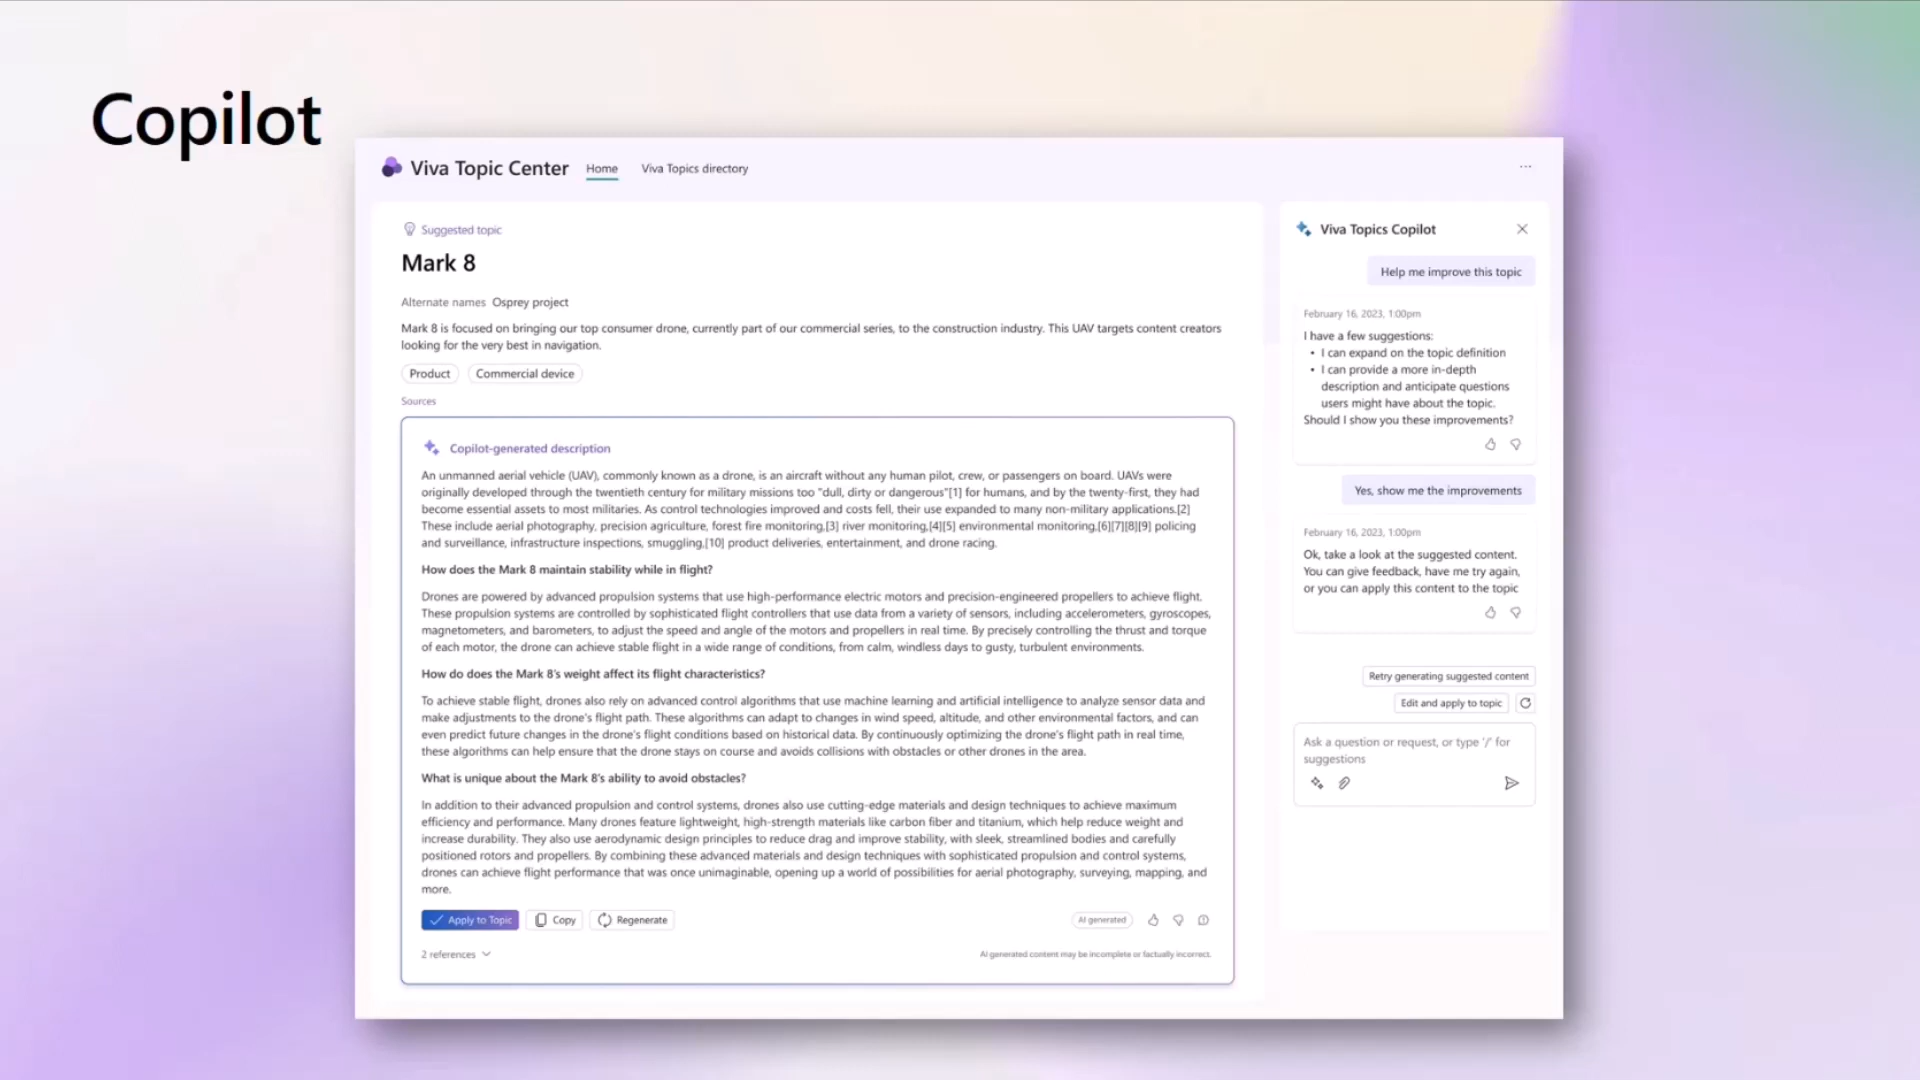 Copilot
Viva Topic Center
Home
Viva Topics directory
Suggested topic
Mark 8
Alternate names Osprey project
Mark 8 is focused on bringing our top consumer drone, currently part of our commercial series, to the construction industry. This UAV targets content creators
looking for the very best in navigation.
Product
Commercial device
Sources
Copilot-generated description
An unmanned aerial vehicle (UAV), commonly known as a drone, is an aircraft without any human pilot, crew, or passengers on board. UAVs were
originally developed through the twentieth century for military missions too "dull, dirty or dangerous"[1] for humans, and by the twenty-first, they had
become essential assets to most militaries. As control technologies improved and costs fell, their use expanded to many non-military applications.[2]
These include aerial photography, precision agriculture, forest fire monitoring,[3] river monitoring,[4][5] environmental monitoring,[6][7][8][9] policing
and surveillance, infrastructure inspections, smuggling,[10] product deliveries, entertainment, and drone racing.
How does the Mark 8 maintain stability while in flight?
Drones are powered by advanced propulsion systems that use high-performance electric motors and precision-engineered propellers to achieve flight.
These propulsion systems are controlled by sophisticated flight controllers that use data from a variety of sensors, including accelerometers, gyroscopes,
magnetometers, and barometers, to adjust the speed and angle of the motors and propellers in real time. By precisely controlling the thrust and torque
of each motor, the drone can achieve stable flight in a wide range of conditions, from calm, windless days to gusty, turbulent environments.
How do does the Mark 8's weight affect its flight characteristics?
To achieve stable flight, drones also rely on advanced control algorithms that use machine learning and artificial intelligence to analyze sensor data and
make adjustments to the drone's flight path. These algorithms can adapt to changes in wind speed, altitude, and other environmental factors, and can
even predict future changes in the drone's flight conditions based on historical data. By continuously optimizing the drone's flight path in real time,
these algorithms can help ensure that the drone stays on course and avoids collisions with obstacles or other drones in the area.
What is unique about the Mark 8's ability to avoid obstacles?
In addition to their advanced propulsion and control systems, drones also use cutting-edge materials and design techniques to achieve maximum
efficiency and performance. Many drones feature lightweight, high-strength materials like carbon fiber and titanium, which help reduce weight and
increase durability. They also use aerodynamic design principles to reduce drag and improve stability, with sleek, streamlined bodies and carefully
positioned rotors and propellers. By combining these advanced materials and design techniques with sophisticated propulsion and control systems,
drones can achieve flight performance that was once unimaginable, opening up a world of possibilities for aerial photography, surveying, mapping, and
more.
Apply to Topic
Copy
Regenerate
AI generated
2 references
AI generated content may be incomplete or factually incorrect.
Viva Topics Copilot
Help me improve this topic
February 16, 2023, 1:00pm
I have a few suggestions:
• I can expand on the topic definition
• I can provide a more in-depth
description and anticipate questions
users might have about the topic.
Should I show you these improvements?
Yes, show me the improvements
February 16, 2023, 1:00pm
Ok, take a look at the suggested content.
You can give feedback, have me try again,
or you can apply this content to the topic
Retry generating suggested content
Edit and apply to topic
Ask a question or request, or type '/' for
suggestions